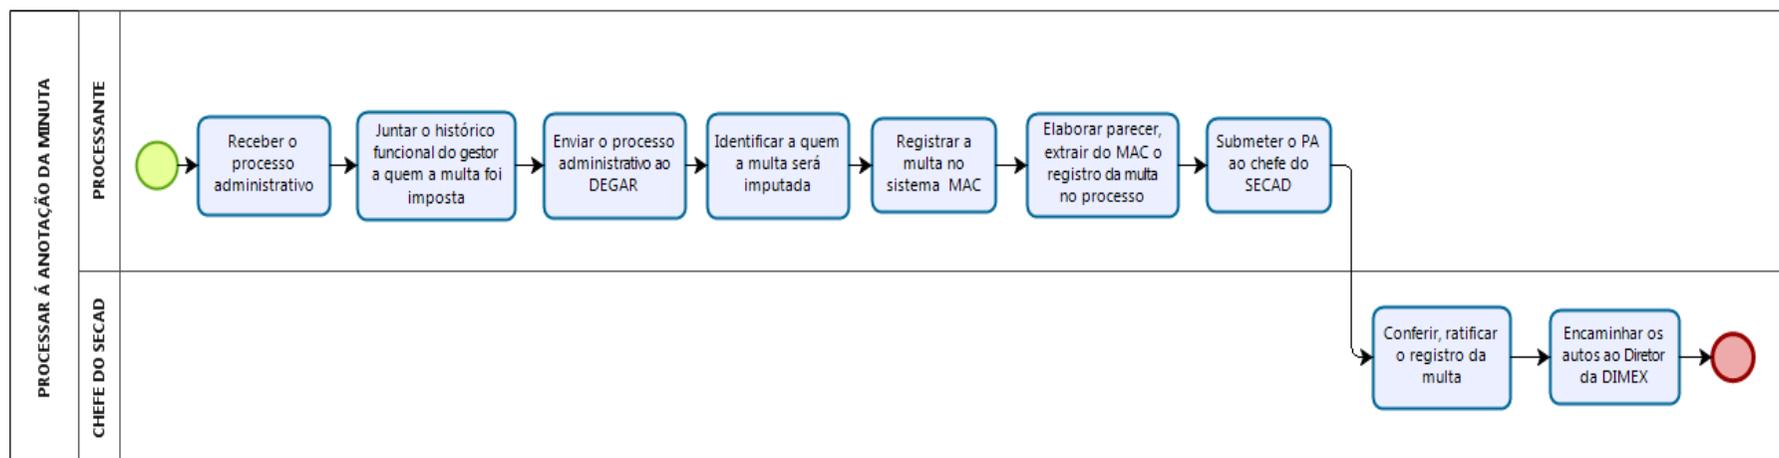 PROCESSAR Á ANOTAÇÃO DA MINUTA
PROCESSANTE
Receber o
processo
administrativo
Juntar o histórico
funcional do gestor
a quem a multa foi
imposta
Enviar o processo
administrativo ao
DEGAR
Identificar a quem
a multa será
imputada
Registrar a
multa no
sistema MAC
Elaborar parecer,
extrair do MAC o
registro da multa
no processo
Submeter o PA
ao chefe do
SECAD
CHEFE DO SECAD
Conferir, ratificar
o registro da
multa
Encaminhar os
autos ao Diretor
da DIMEX